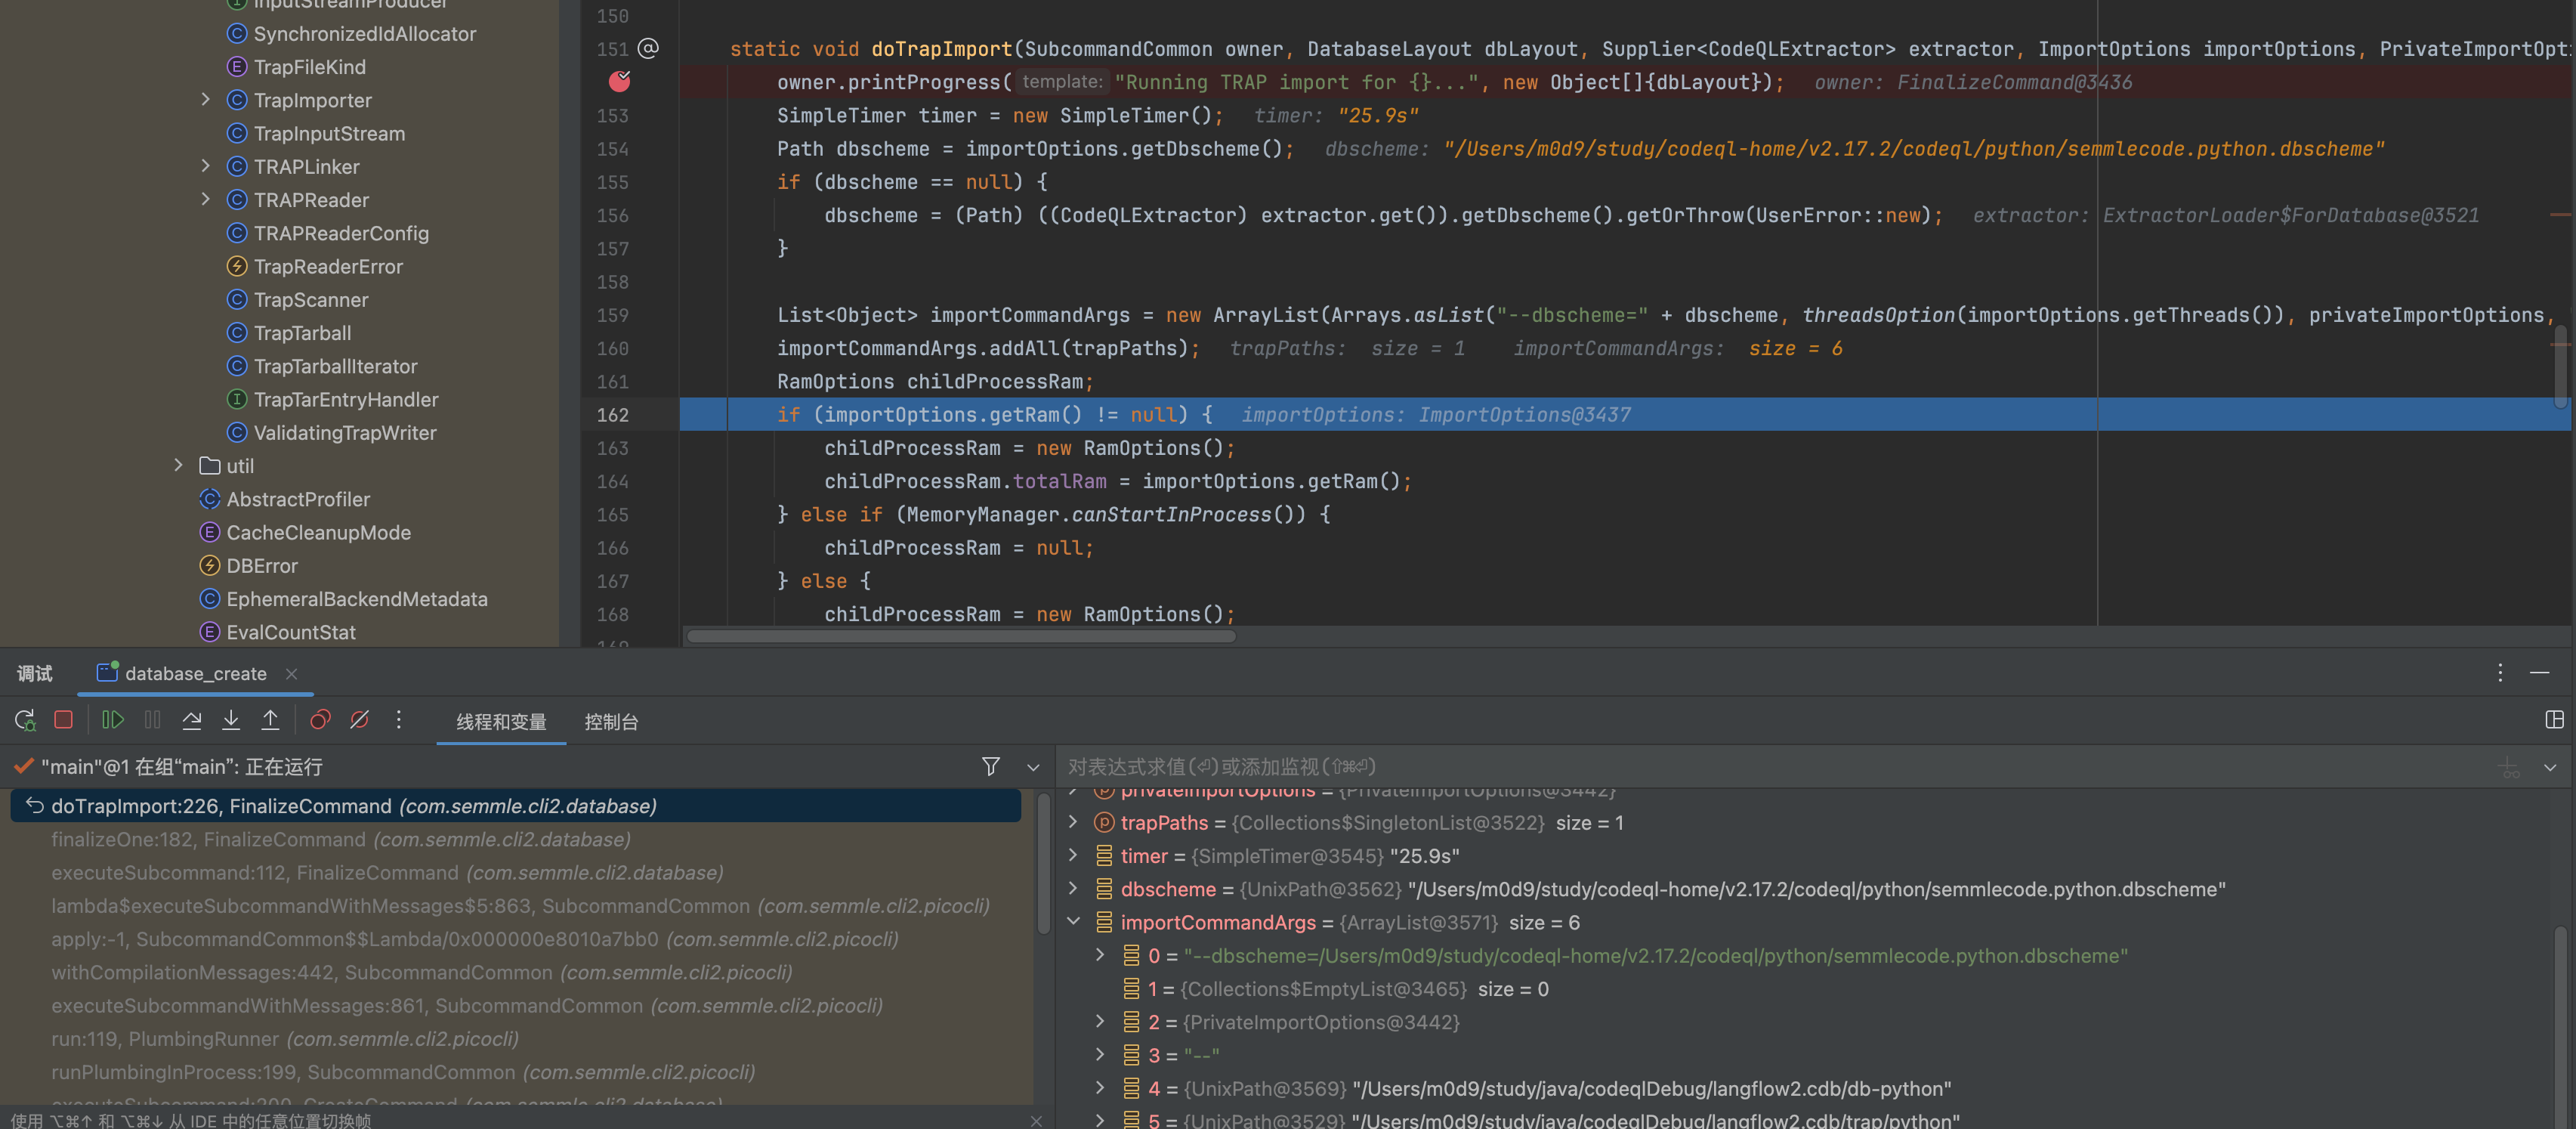 InputStreamProducer
SynchronizedIdAllocator
TrapFileKind
TrapImporter
TrapInputStream
TRAPLinker
TRAPReader
TRAPReaderConfig
TrapReaderError
TrapScanner
TrapTarball
TrapTarballIterator
TrapTarEntryHandler
ValidatingTrapWriter
util
AbstractProfiler
CacheCleanupMode
DBError
EphemeralBackendMetadata
EvalCountStat
150
151 @ static void doTrapImport(SubcommandCommon owner, DatabaseLayout dbLayout, Supplier<CodeQLExtractor> extractor, ImportOptions importOptions, PrivateImportOpti
owner.printProgress( template: "Running TRAP import for {}...", new Object[]{dbLayout}); owner: FinalizeCommand@3436
153 SimpleTimer timer = new SimpleTimer(); timer: "25.9s"
154 Path dbscheme = importOptions.getDbscheme(); dbscheme: "/Users/m0d9/study/codeql-home/v2.17.2/codeql/python/semmlecode.python.dbscheme"
155 if (dbscheme == null) {
156 dbscheme = (Path) ((CodeQLExtractor) extractor.get()).getDbscheme().getOrThrow(UserError::new); extractor: ExtractorLoader$ForDatabase@3521
157 }
158
159 List<Object> importCommandArgs = new ArrayList(Arrays.asList("--dbscheme=" + dbscheme, threadsOption(importOptions.getThreads()), privateImportOptions,
160 importCommandArgs.addAll(trapPaths); trapPaths: size = 1 importCommandArgs: size = 6
161 RamOptions childProcessRam;
162 if (importOptions.getRam() != null) { importOptions: ImportOptions@3437
163 childProcessRam = new RamOptions();
164 childProcessRam.totalRam = importOptions.getRam();
165 } else if (MemoryManager.canStartInProcess()) {
166 childProcessRam = null;
167 } else {
168 childProcessRam = new RamOptions();
调试 database_create
线程和变量 控制台
"main"@1 在组“main”: 正在运行
doTrapImport:226, FinalizeCommand (com.semmle.cli2.database)
finalizeOne:182, FinalizeCommand (com.semmle.cli2.database)
executeSubcommand:112, FinalizeCommand (com.semmle.cli2.database)
lambda$executeSubcommandWithMessages$5:863, SubcommandCommon (com.semmle.cli2.picocli)
apply:-1, SubcommandCommon$$Lambda/0x000000e8010a7bb0 (com.semmle.cli2.picocli)
withCompilationMessages:442, SubcommandCommon (com.semmle.cli2.picocli)
executeSubcommandWithMessages:861, SubcommandCommon (com.semmle.cli2.picocli)
run:119, PlumbingRunner (com.semmle.cli2.picocli)
runPlumbingInProcess:199, SubcommandCommon (com.semmle.cli2.picocli)
executeSubcommand:200, CreateCommand (com.semmle.cli2.database)
使用 ⌥⌘↑ 和 ⌥⌘↓ 从 IDE 中的任意位置切换帧
对表达式求值(⏎)或添加监视(⇧⌘⏎)
privateImportOptions = {PrivateImportOptions@3442}
trapPaths = {Collections$SingletonList@3522} size = 1
timer = {SimpleTimer@3545} "25.9s"
dbscheme = {UnixPath@3562} "/Users/m0d9/study/codeql-home/v2.17.2/codeql/python/semmlecode.python.dbscheme"
importCommandArgs = {ArrayList@3571} size = 6
0 = "--dbscheme=/Users/m0d9/study/codeql-home/v2.17.2/codeql/python/semmlecode.python.dbscheme"
1 = {Collections$EmptyList@3465} size = 0
2 = {PrivateImportOptions@3442}
3 = "--"
4 = {UnixPath@3569} "/Users/m0d9/study/java/codeqlDebug/langflow2.cdb/db-python"
5 = {UnixPath@3529} "/Users/m0d9/study/java/codeqlDebug/langflow2.cdb/trap/python"